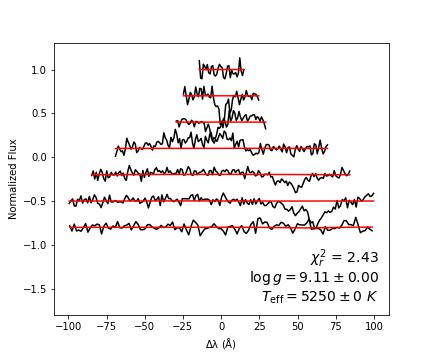 1.0
0.5
0.0
−0.5
−1.0
−1.5
Normalized Flux
χ²ᵣ = 2.43
log g = 9.11 ± 0.00
T_eff = 5250 ± 0 K
−100 −75 −50 −25 0 25 50 75 100
Δλ (Å)